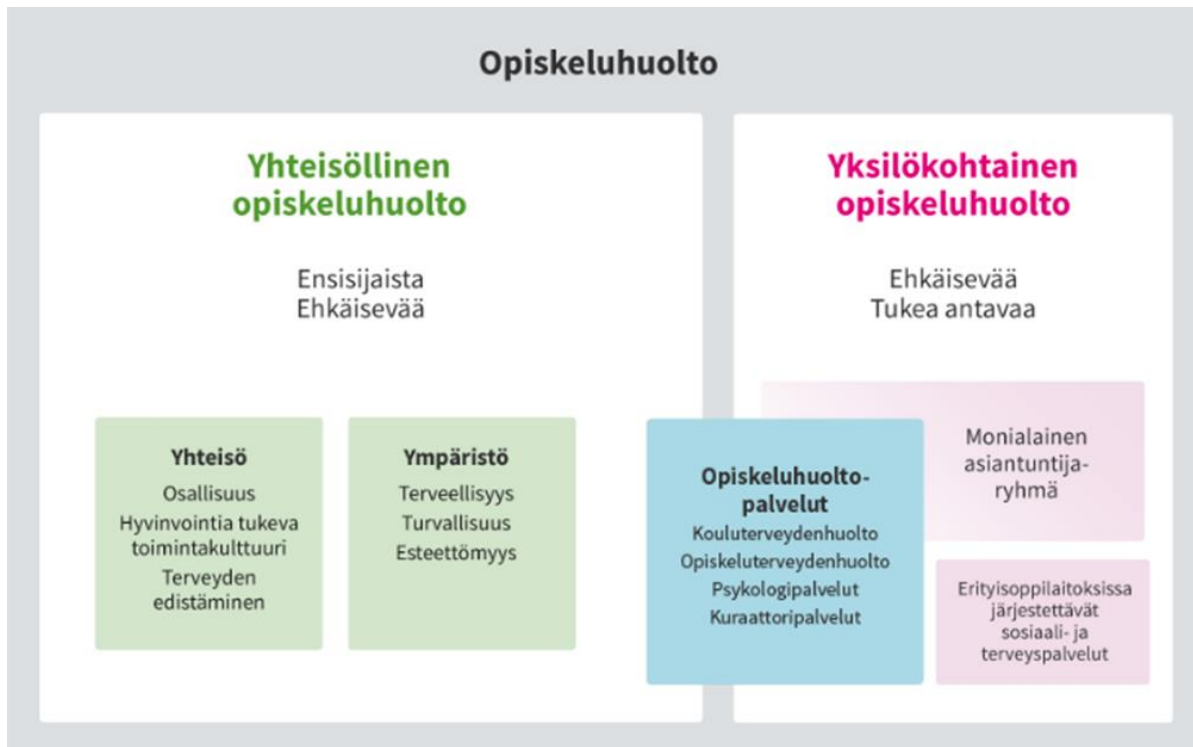 Opiskeluhuolto
Yhteisöllinen
opiskeluhuolto
Ensisijaista
Ehkäisevää
Yhteisö
Osallisuus
Hyvinvointia tukeva
toimintakulttuuri
Terveyden
edistäminen
Ympäristö
Terveellisyys
Turvallisuus
Esteettömyys
Opiskeluhuolto-
palvelut
Kouluterveydenhuolto
Opiskeluterveydenhuolto
Psykologipalvelut
Kuraattoripalvelut
Yksilökohtainen
opiskeluhuolto
Ehkäisevää
Tukea antavaa
Monialainen
asiantuntija-
ryhmä
Erityisoppilaitoksissa
järjestettävät
sosiaali- ja
terveyspalvelut